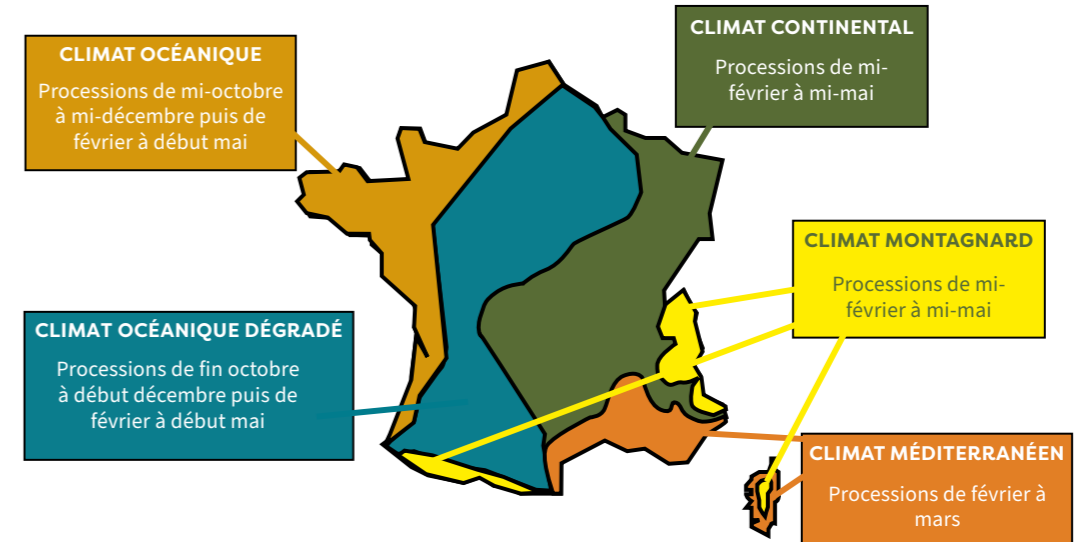 CLIMAT OCÉANIQUE
Processions de mi-octobre
à mi-décembre puis de
février à début mai
CLIMAT CONTINENTAL
Processions de mi-
février à mi-mai
CLIMAT MONTAGNARD
Processions de mi-
février à mi-mai
CLIMAT OCÉANIQUE DÉGRADÉ
Processions de fin octobre
à début décembre puis de
février à début mai
CLIMAT MÉDITERRANÉEN
Processions de février à
mars